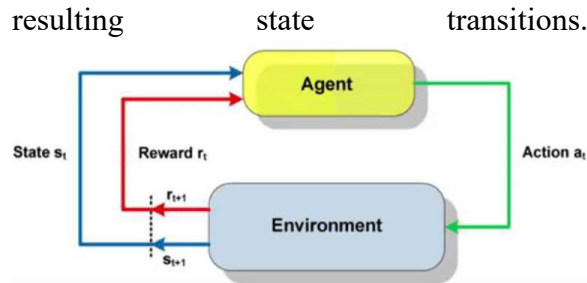 resulting state transitions.
Agent
State sₜ
Reward rₜ
Action aₜ
rₜ₊₁
Environment
sₜ₊₁